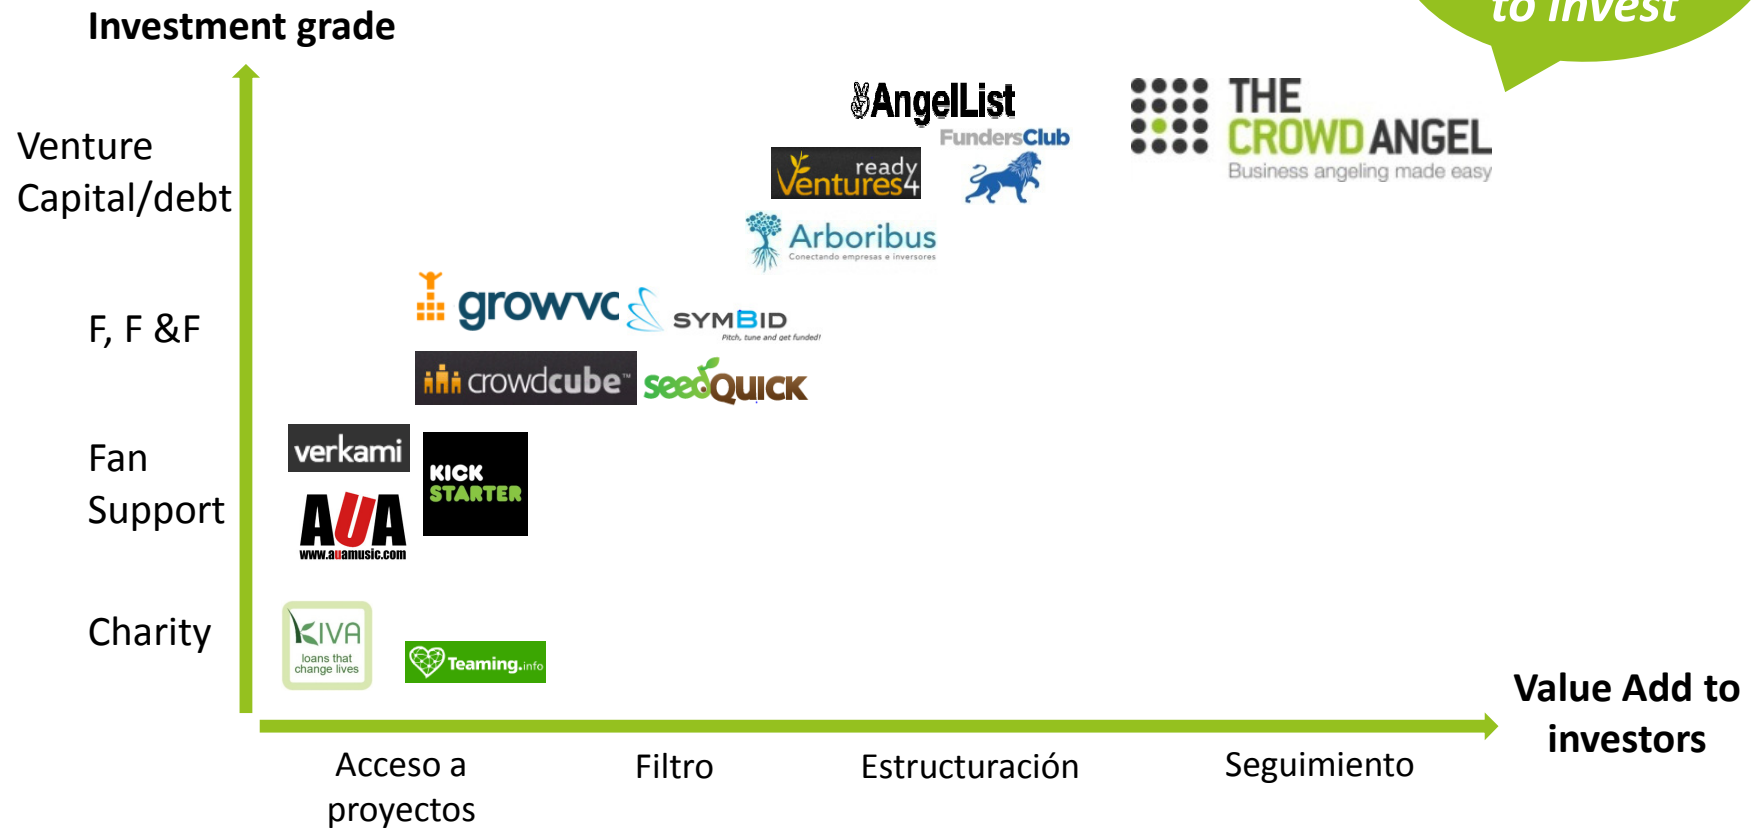 to invest
Investment grade
AngelList
THE
CROWD ANGEL
Business angeling made easy
FundersClub
Venture
Capital/debt
ready
Ventures4
Arboribus
Conectando empresas e inversores
growvc
SYMBID
Pitch, tune and get funded!
F, F &F
crowdcube™
seedQuick
verkami
KICK
STARTER
Fan
Support
AUA
www.auamusic.com
KIVA
loans that
change lives
Charity
Teaming.info
Value Add to
investors
Acceso a
proyectos
Filtro
Estructuración
Seguimiento